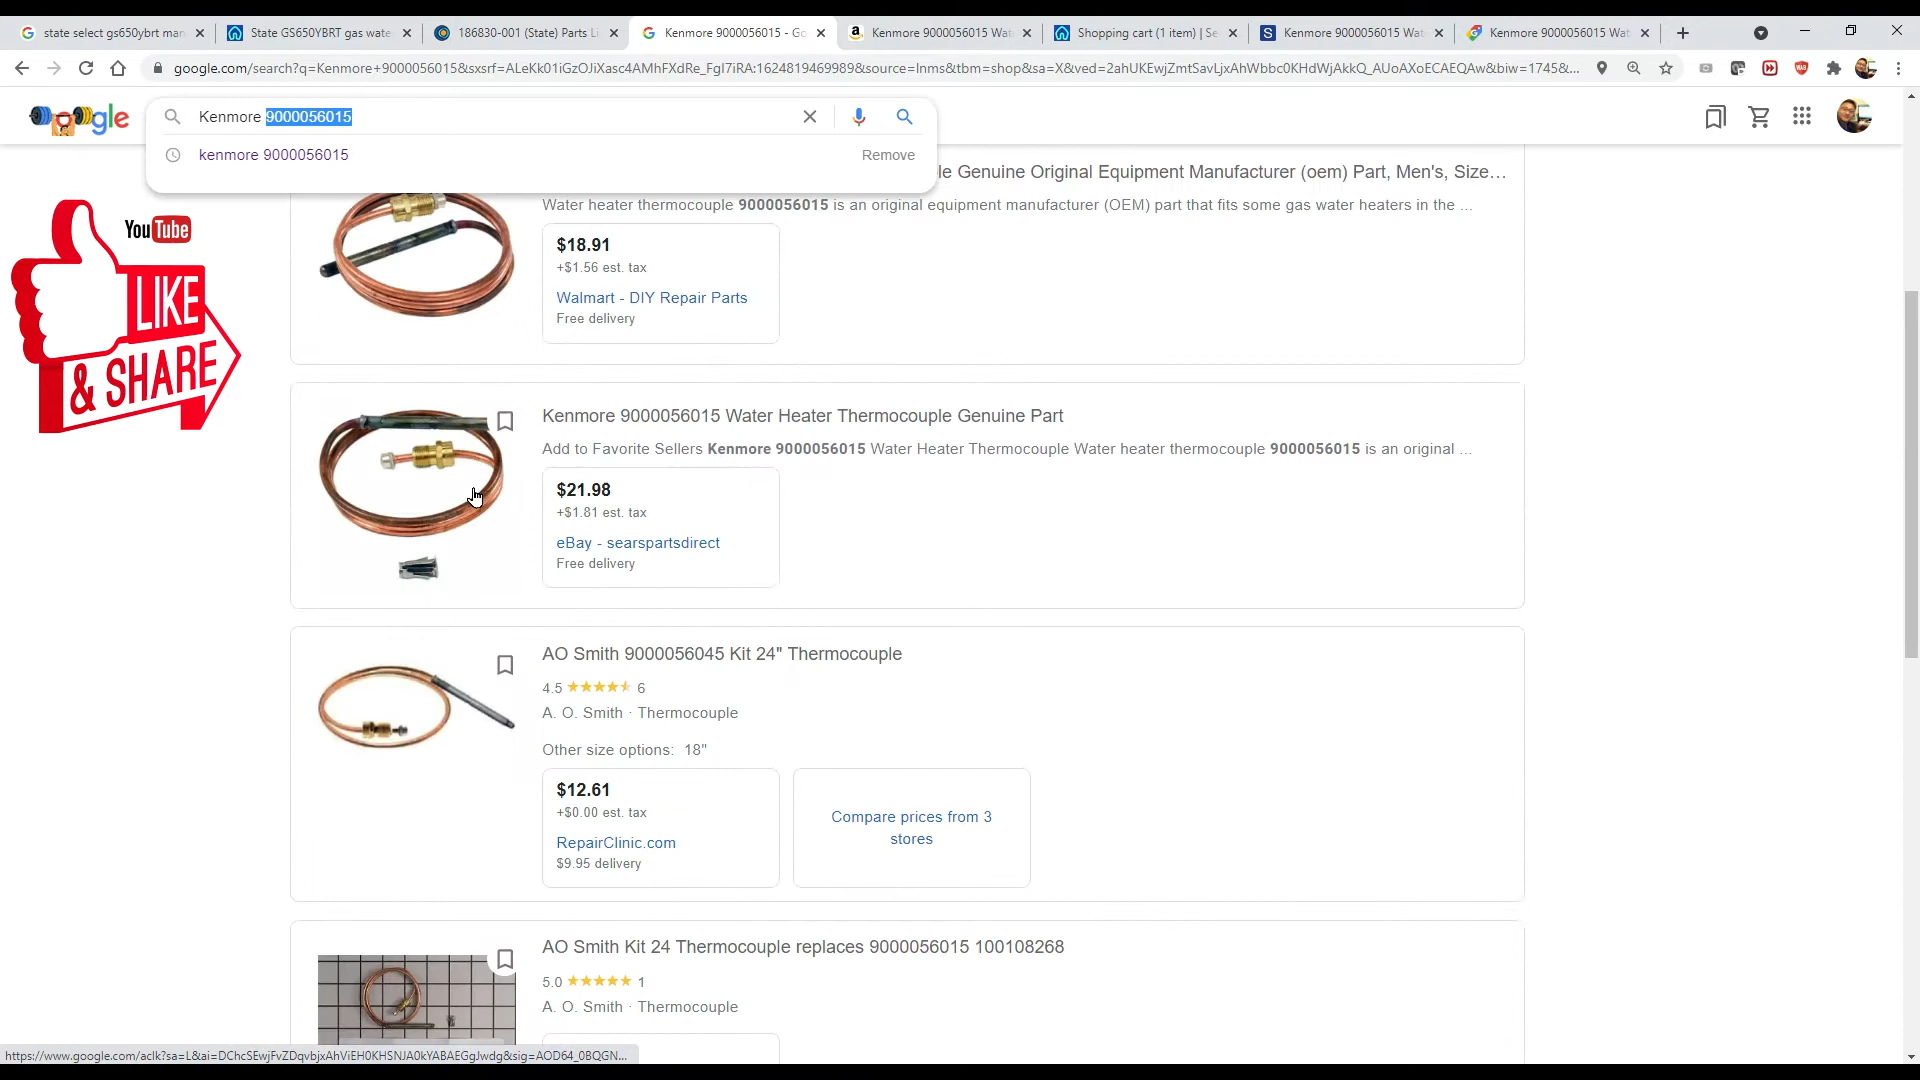 state select gs650ybrt man
State GS650YBRT gas wate
186830-001 (State) Parts Li
Kenmore 9000056015 - Go
Kenmore 9000056015 Wat
Shopping cart (1 item) | Se
Kenmore 9000056015 Wat
Kenmore 9000056015 Wat
Google
Kenmore 9000056015
kenmore 9000056015
Remove
le Genuine Original Equipment Manufacturer (oem) Part, Men's, Size…
Water heater thermocouple 9000056015 is an original equipment manufacturer (OEM) part that fits some gas water heaters in the ...
$18.91
+$1.56 est. tax
Walmart - DIY Repair Parts
Free delivery
YouTube
LIKE
& SHARE
Kenmore 9000056015 Water Heater Thermocouple Genuine Part
Add to Favorite Sellers Kenmore 9000056015 Water Heater Thermocouple Water heater thermocouple 9000056015 is an original ...
$21.98
+$1.81 est. tax
eBay - searspartsdirect
Free delivery
AO Smith 9000056045 Kit 24" Thermocouple
4.5 ★★★★★ 6
A. O. Smith · Thermocouple
Other size options: 18"
$12.61
+$0.00 est. tax
RepairClinic.com
$9.95 delivery
Compare prices from 3
stores
AO Smith Kit 24 Thermocouple replaces 9000056015 100108268
5.0 ★★★★★ 1
A. O. Smith · Thermocouple